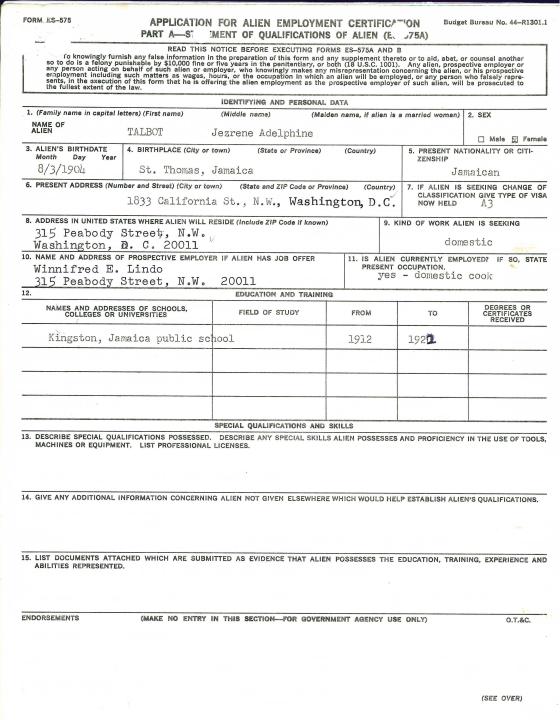 FORM ES-575
APPLICATION FOR ALIEN EMPLOYMENT CERTIFIC TION
Budget Bureau No. 44-R1301.1
PART A—S MENT OF QUALIFICATIONS OF ALIEN (E 75A)
READ THIS NOTICE BEFORE EXECUTING FORMS ES-575A AND B
To knowingly furnish any false information in the preparation of this form and any supplement thereto or to aid, abet, or counsel another
so to do is a felony punishable by $10,000 fine or five years in the penitentiary, or both (18 U.S.C. 1001). Any alien, prospective employer or
any person acting on behalf of such alien or employer, who knowingly makes any misrepresentation concerning the alien, or his prospective
employment including such matters as wages, hours, or the occupation in which an alien will be employed, or any person who falsely repre-
sents, in the execution of this form that he is offering the alien employment as the prospective employer of such alien, will be prosecuted to
the fullest extent of the law.
IDENTIFYING AND PERSONAL DATA
1. (Family name in capital letters) (First name) (Middle name) (Maiden name, if alien is a married woman)
NAME OF
ALIEN
TALBOT Jezrene Adelphine
2. SEX
Male Female
3. ALIEN'S BIRTHDATE
Month Day Year
8/3/1904
4. BIRTHPLACE (City or town) (State or Province) (Country)
St. Thomas, Jamaica
5. PRESENT NATIONALITY OR CITI-
ZENSHIP
Jamaican
6. PRESENT ADDRESS (Number and Street) (City or town) (State and ZIP Code or Province) (Country)
1833 California St., N.W., Washington, D.C.
7. IF ALIEN IS SEEKING CHANGE OF
CLASSIFICATION GIVE TYPE OF VISA
NOW HELD A3
8. ADDRESS IN UNITED STATES WHERE ALIEN WILL RESIDE (Include ZIP Code if known)
315 Peabody Street, N.W.
Washington, D. C. 20011
9. KIND OF WORK ALIEN IS SEEKING
domestic
10. NAME AND ADDRESS OF PROSPECTIVE EMPLOYER IF ALIEN HAS JOB OFFER
Winnifred E. Lindo
315 Peabody Street, N.W. 20011
11. IS ALIEN CURRENTLY EMPLOYED? IF SO, STATE
PRESENT OCCUPATION.
yes - domestic cook
12. EDUCATION AND TRAINING
NAMES AND ADDRESSES OF SCHOOLS,
COLLEGES OR UNIVERSITIES
FIELD OF STUDY
FROM
TO
DEGREES OR
CERTIFICATES
RECEIVED
Kingston, Jamaica public school 1912
SPECIAL QUALIFICATIONS AND SKILLS
13. DESCRIBE SPECIAL QUALIFICATIONS POSSESSED. DESCRIBE ANY SPECIAL SKILLS ALIEN POSSESSES AND PROFICIENCY IN THE USE OF TOOLS,
MACHINES OR EQUIPMENT. LIST PROFESSIONAL LICENSES.
14. GIVE ANY ADDITIONAL INFORMATION CONCERNING ALIEN NOT GIVEN ELSEWHERE WHICH WOULD HELP ESTABLISH ALIEN'S QUALIFICATIONS.
15. LIST DOCUMENTS ATTACHED WHICH ARE SUBMITTED AS EVIDENCE THAT ALIEN POSSESSES THE EDUCATION, TRAINING, EXPERIENCE AND
ABILITIES REPRESENTED.
ENDORSEMENTS
(MAKE NO ENTRY IN THIS SECTION—FOR GOVERNMENT AGENCY USE ONLY)
O.T.&C.
(SEE OVER)